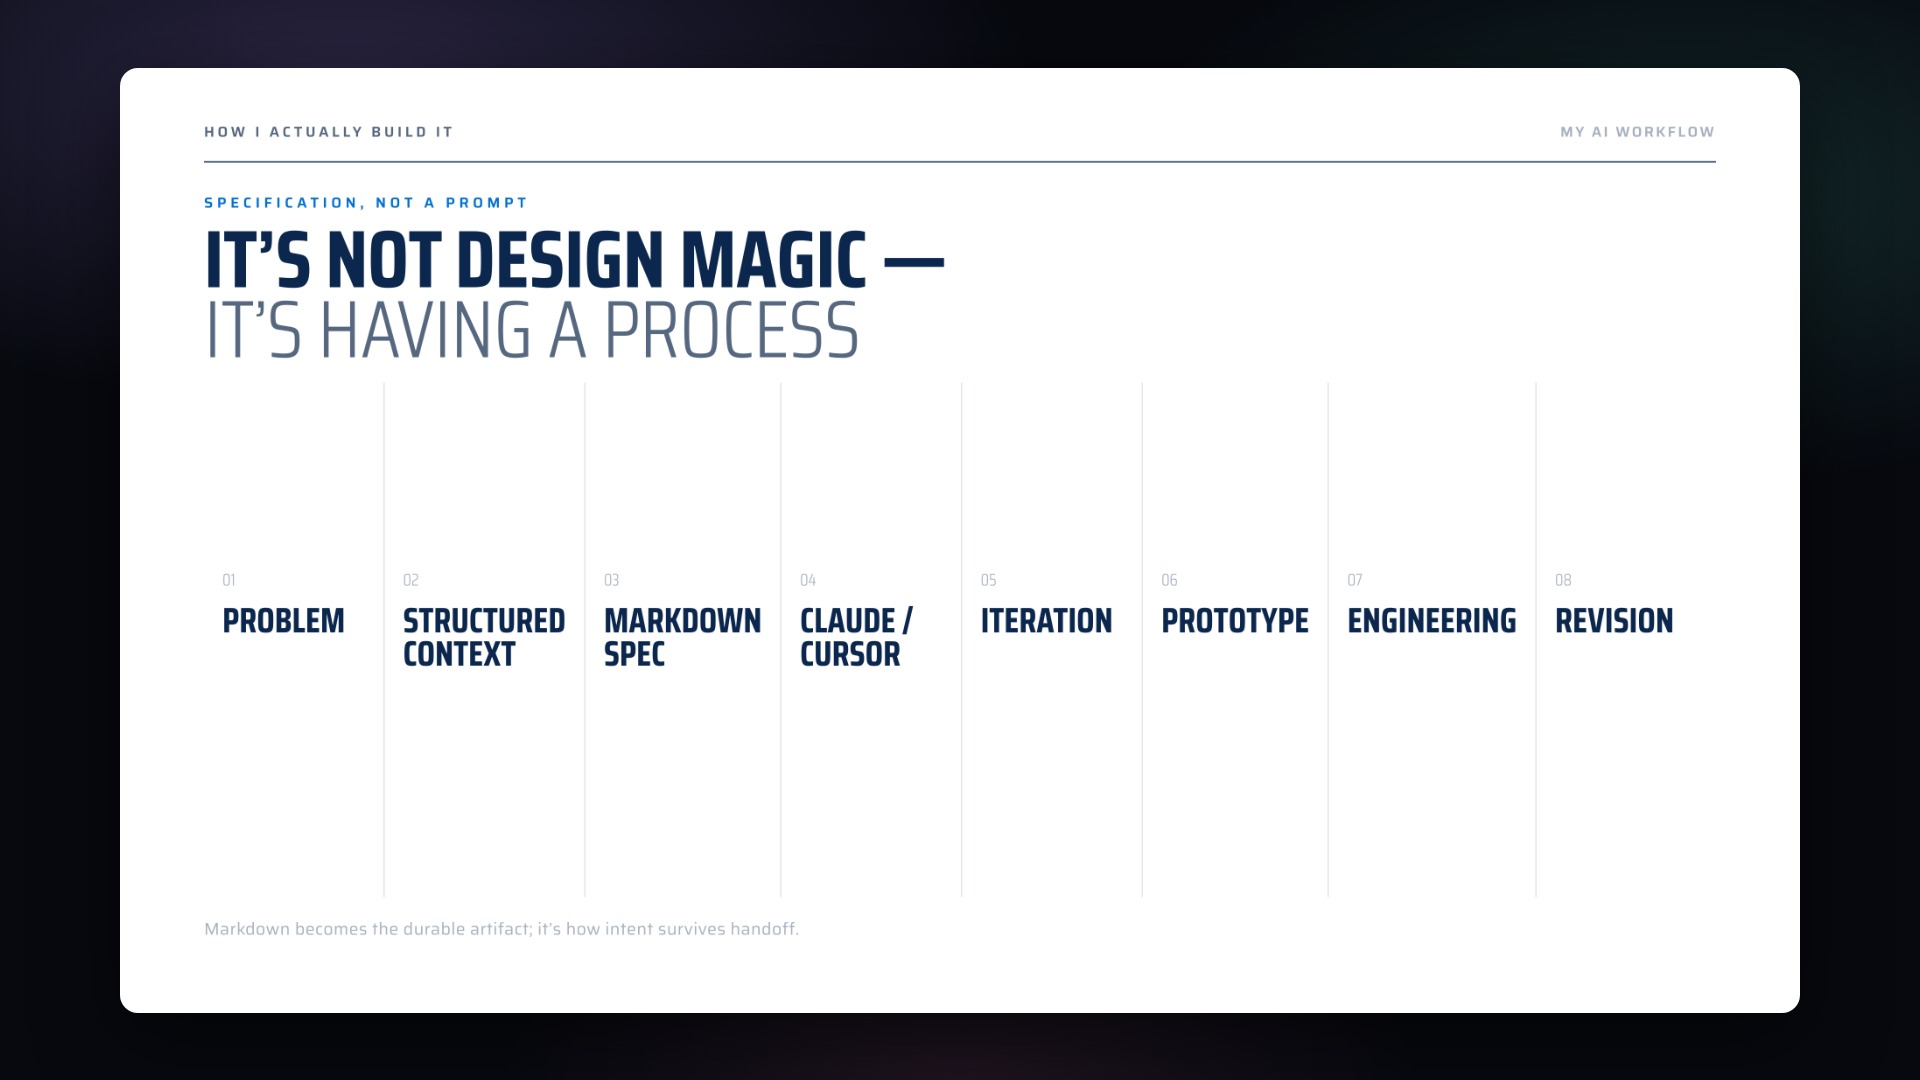 HOW I ACTUALLY BUILD IT
MY AI WORKFLOW
SPECIFICATION, NOT A PROMPT
IT’S NOT DESIGN MAGIC —
IT’S HAVING A PROCESS
01
PROBLEM
02
STRUCTURED
CONTEXT
03
MARKDOWN
SPEC
04
CLAUDE /
CURSOR
05
ITERATION
06
PROTOTYPE
07
ENGINEERING
08
REVISION
Markdown becomes the durable artifact; it’s how intent survives handoff.